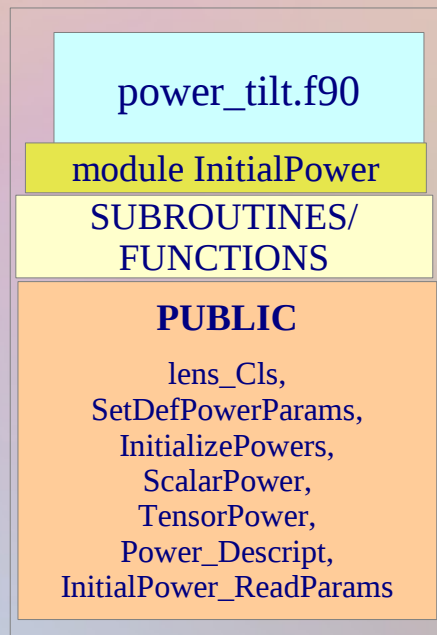 power_tilt.f90
module InitialPower
SUBROUTINES/
FUNCTIONS
PUBLIC
lens_Cls,
SetDefPowerParams,
InitializePowers,
ScalarPower,
TensorPower,
Power_Descript,
InitialPower_ReadParams